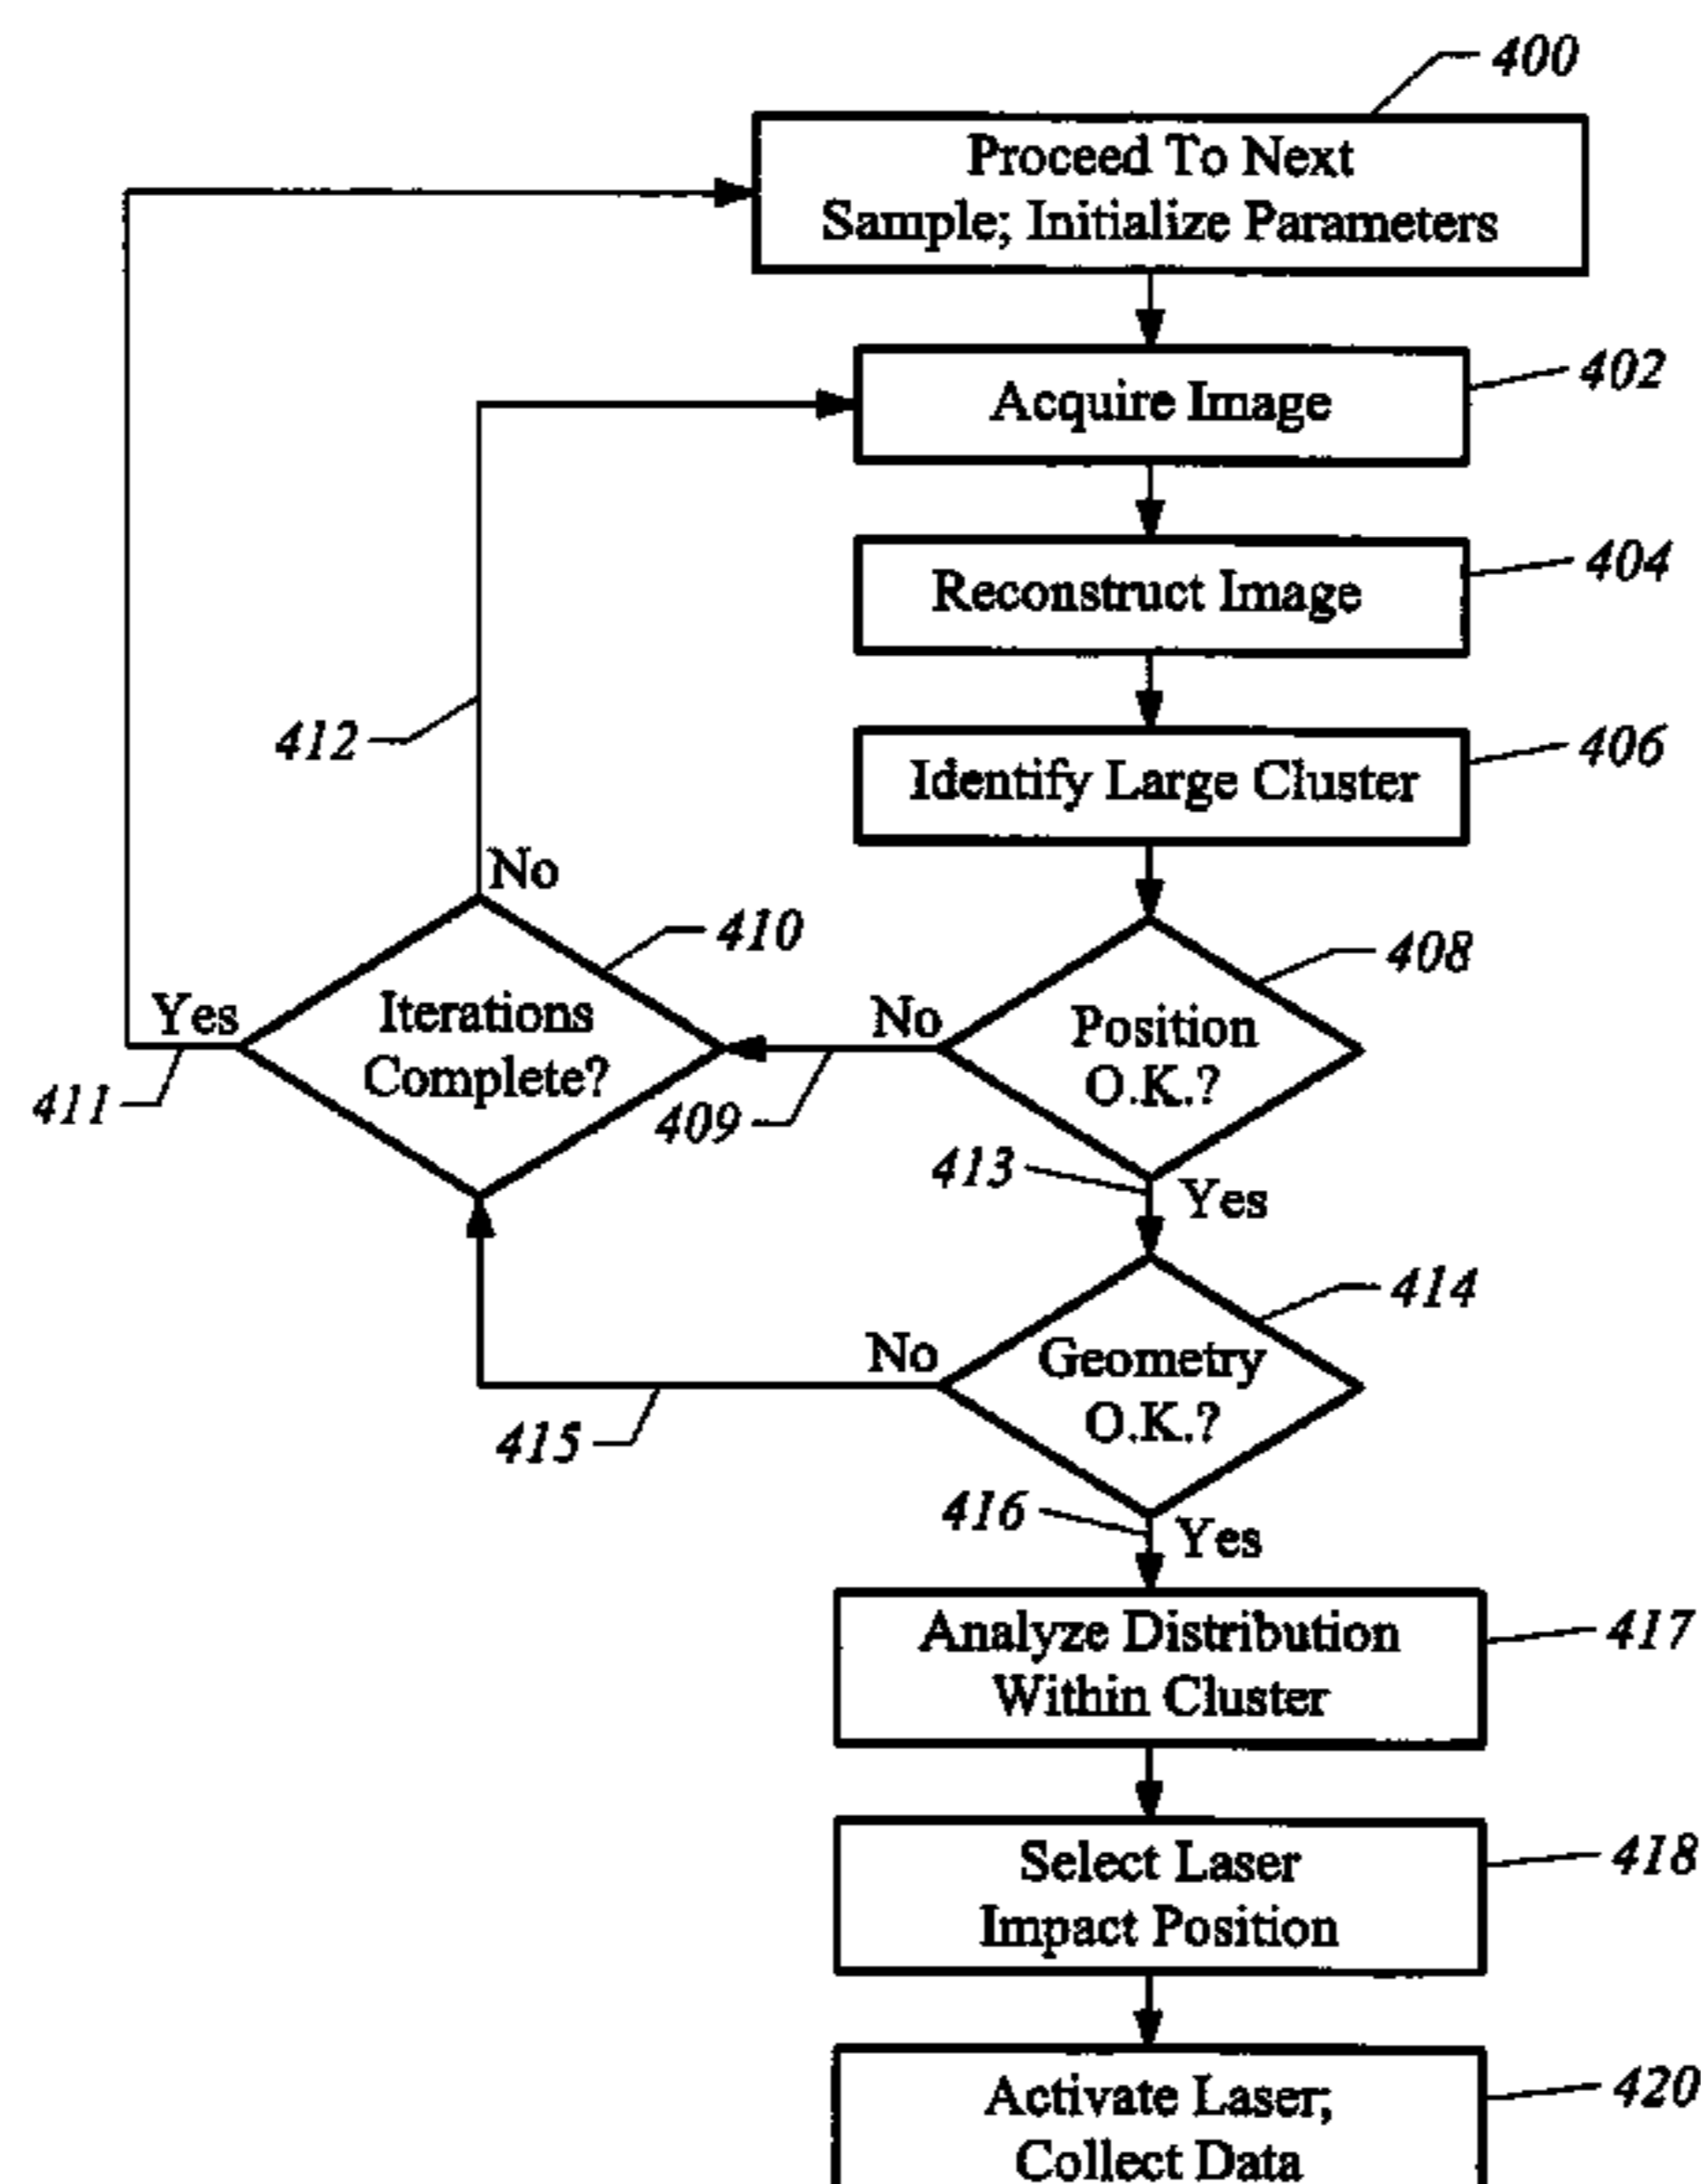 400
Proceed To Next
Sample; Initialize Parameters
402
Acquire Image
404
Reconstruct Image
412
406
Identify Large Cluster
No
410
408
Yes
Iterations
Complete?
No
Position
O.K.?
411
409
413
Yes
414
No
Geometry
O.K.?
415
416
Yes
417
Analyze Distribution
Within Cluster
418
Select Laser
Impact Position
420
Activate Laser;
Collect Data